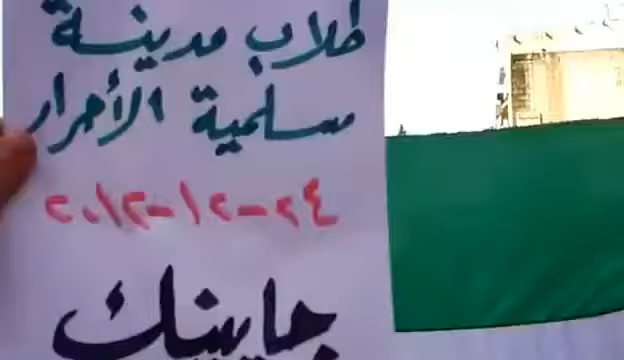 طلاب مدينة
سلمية الأحرار
٢٤-١٢-٢٠١٢
جايينك